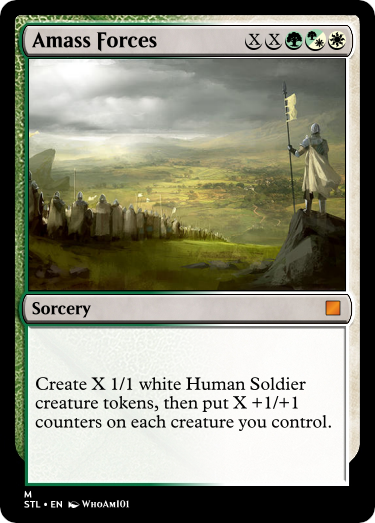 Amass Forces XX
Sorcery
Create X 1/1 white Human Soldier
creature tokens, then put X +1/+1
counters on each creature you control.
M
STL • EN WhoAmI01